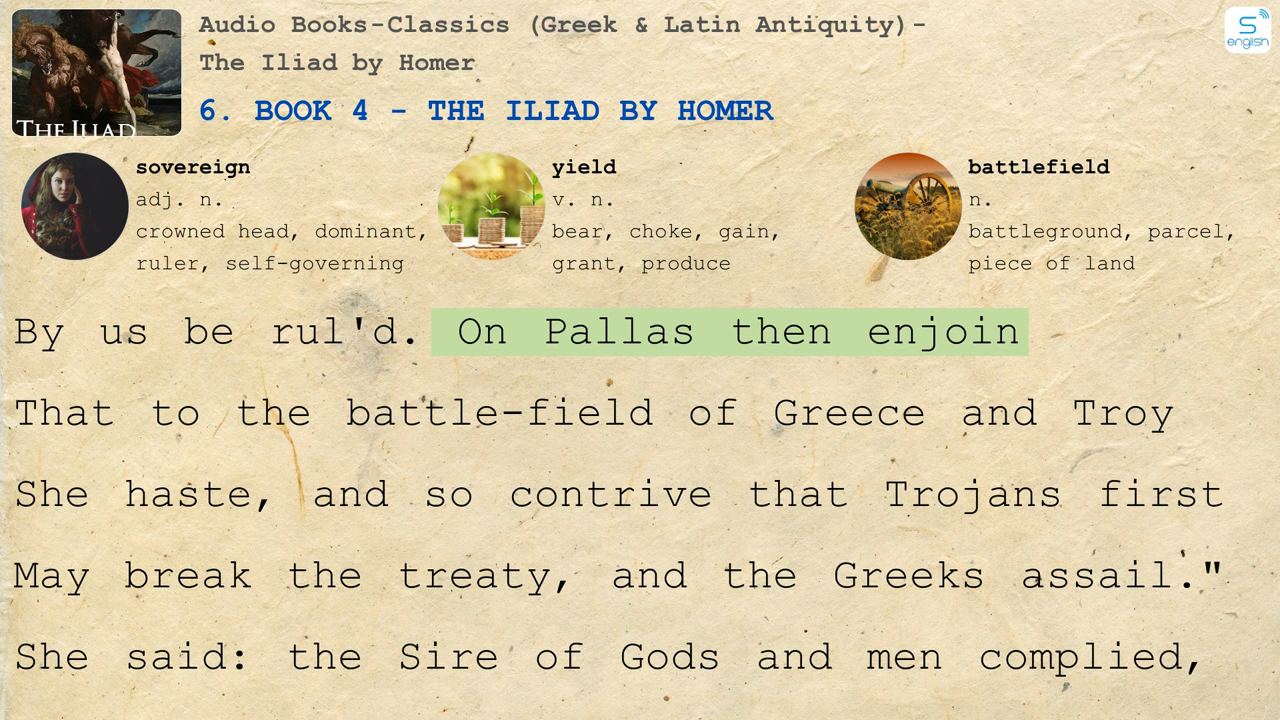 Audio Books-Classics (Greek & Latin Antiquity)-
The Iliad by Homer
6. BOOK 4 - THE ILIAD BY HOMER
THE ILIAD
S
english
sovereign
adj. n.
crowned head, dominant,
ruler, self-governing
yield
v. n.
bear, choke, gain,
grant, produce
battlefield
n.
battleground, parcel,
piece of land
By us be rul'd. On Pallas then enjoin
That to the battle-field of Greece and Troy
She haste, and so contrive that Trojans first
May break the treaty, and the Greeks assail."
She said: the Sire of Gods and men complied,